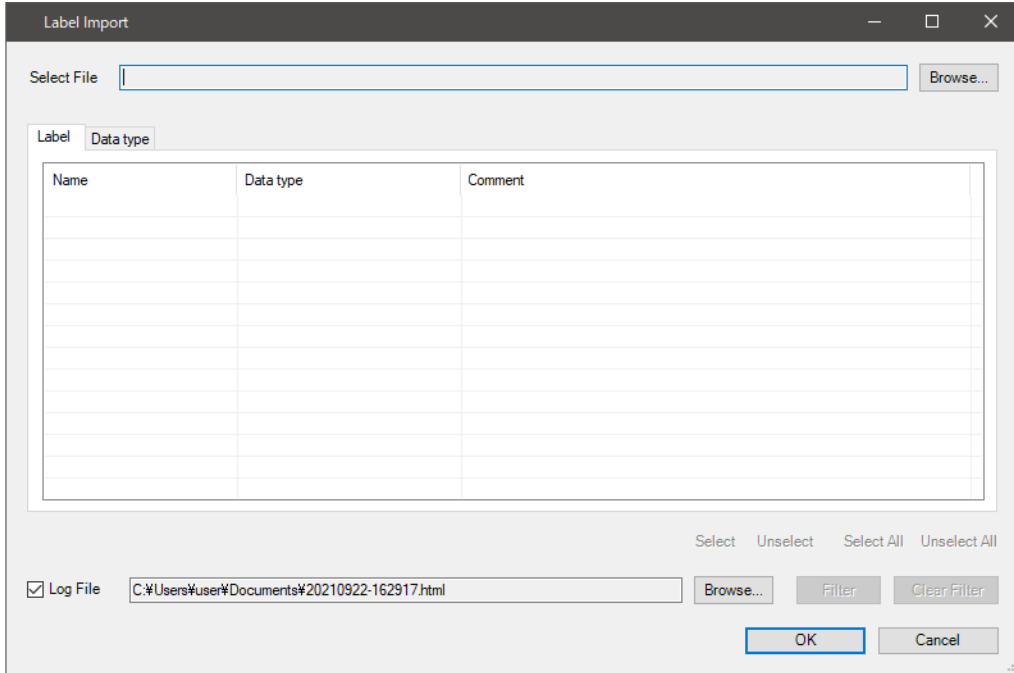 Label Import
Select File Browse...
Label Data type
Name Data type Comment
Select Unselect Select All Unselect All
Log File C:¥Users¥user¥Documents¥20210922-162917.html Browse... Filter Clear Filter
OK Cancel